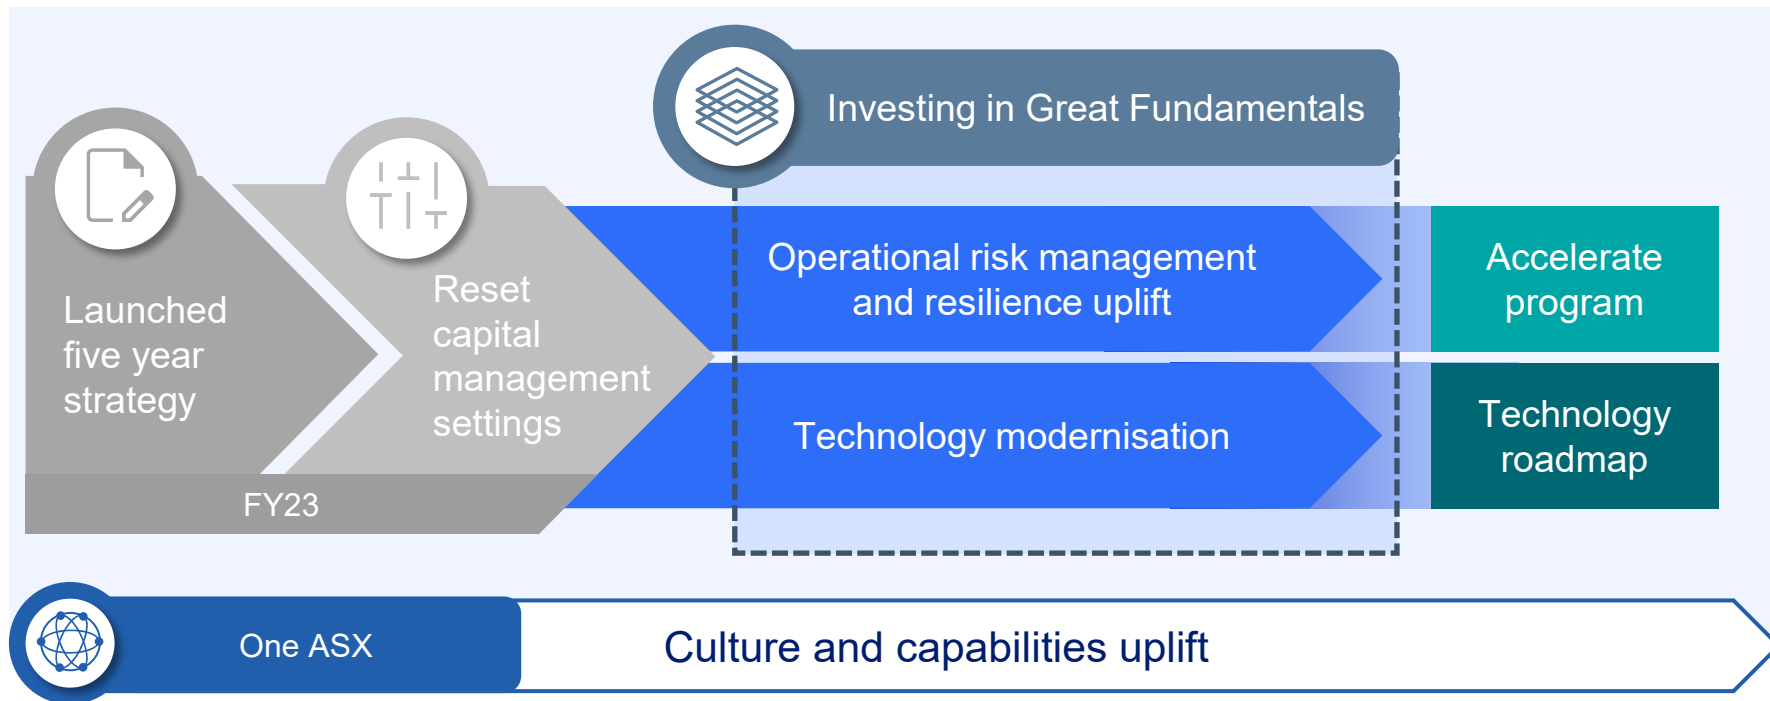 Investing in Great Fundamentals
Launched
five year
strategy
Reset
capital
management
settings
FY23
Operational risk management
and resilience uplift
Accelerate
program
Technology modernisation
Technology
roadmap
One ASX
Culture and capabilities uplift